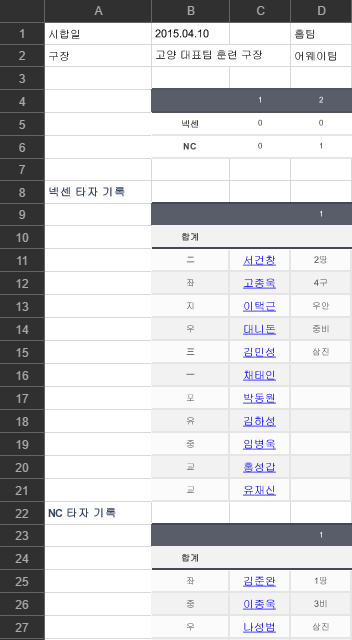 A B C D
1 시합일 2015.04.10 홈팀
2 구장 고양 대표팀 훈련 구장 어웨이팀
3
4 1 2
5 넥센 0 0
6 NC 0 1
7
8 넥센 타자 기록
9 1
10 합계
11 二 서건창 2땅
12 좌 고종욱 4구
13 지 이택근 우안
14 우 대니돈 중비
15 三 김민성 삼진
16 一 채태인
17 포 박동원
18 유 김하성
19 중 임병욱
20 교 홍성갑
21 교 유재신
22 NC 타자 기록
23 1
24 합계
25 좌 김준완 1땅
26 중 이종욱 3비
27 우 나성범 삼진